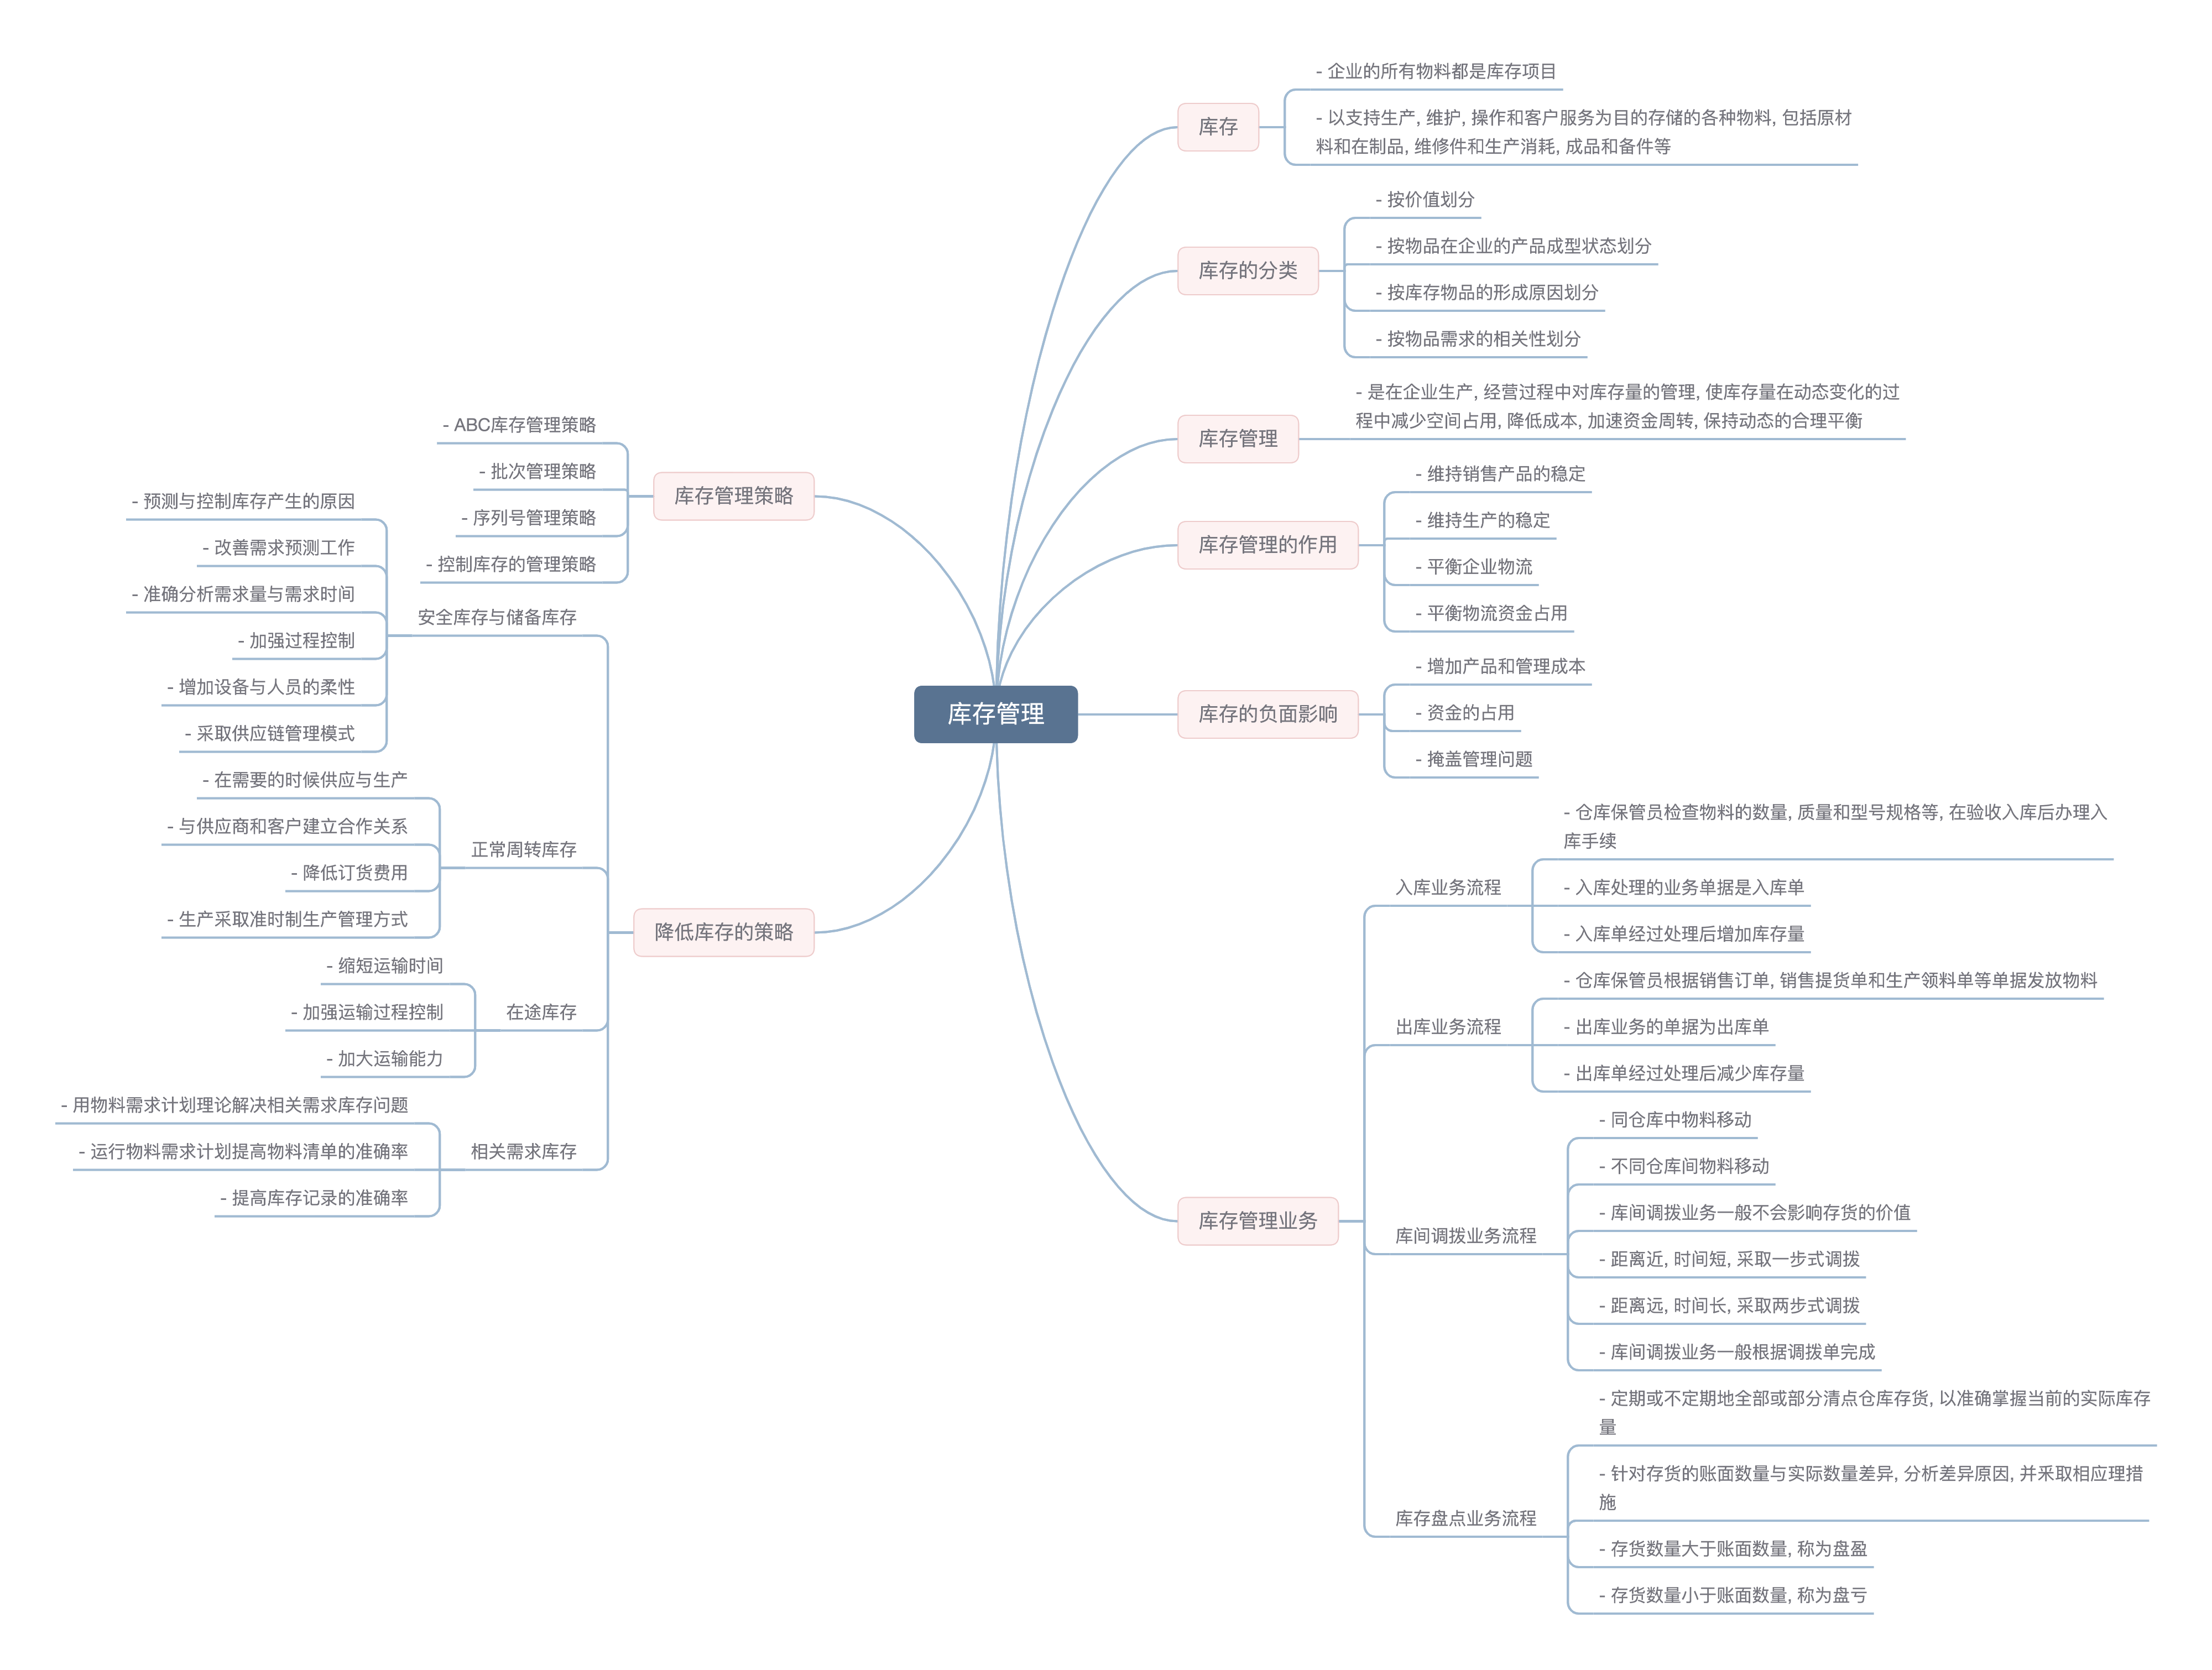 库存管理
库存
- 企业的所有物料都是库存项目
- 以支持生产, 维护, 操作和客户服务为目的存储的各种物料, 包括原材
料和在制品, 维修件和生产消耗, 成品和备件等
库存的分类
- 按价值划分
- 按物品在企业的产品成型状态划分
- 按库存物品的形成原因划分
- 按物品需求的相关性划分
库存管理
- 是在企业生产, 经营过程中对库存量的管理, 使库存量在动态变化的过
程中减少空间占用, 降低成本, 加速资金周转, 保持动态的合理平衡
库存管理的作用
- 维持销售产品的稳定
- 维持生产的稳定
- 平衡企业物流
- 平衡物流资金占用
库存的负面影响
- 增加产品和管理成本
- 资金的占用
- 掩盖管理问题
库存管理业务
入库业务流程
- 仓库保管员检查物料的数量, 质量和型号规格等, 在验收入库后办理入
库手续
- 入库处理的业务单据是入库单
- 入库单经过处理后增加库存量
出库业务流程
- 仓库保管员根据销售订单, 销售提货单和生产领料单等单据发放物料
- 出库业务的单据为出库单
- 出库单经过处理后减少库存量
库间调拨业务流程
- 同仓库中物料移动
- 不同仓库间物料移动
- 库间调拨业务一般不会影响存货的价值
- 距离近, 时间短, 采取一步式调拨
- 距离远, 时间长, 采取两步式调拨
- 库间调拨业务一般根据调拨单完成
库存盘点业务流程
- 定期或不定期地全部或部分清点仓库存货, 以准确掌握当前的实际库存
量
- 针对存货的账面数量与实际数量差异, 分析差异原因, 并采取相应理措
施
- 存货数量大于账面数量, 称为盘盈
- 存货数量小于账面数量, 称为盘亏
库存管理策略
- ABC库存管理策略
- 批次管理策略
- 序列号管理策略
- 控制库存的管理策略
降低库存的策略
安全库存与储备库存
- 预测与控制库存产生的原因
- 改善需求预测工作
- 准确分析需求量与需求时间
- 加强过程控制
- 增加设备与人员的柔性
- 采取供应链管理模式
正常周转库存
- 在需要的时候供应与生产
- 与供应商和客户建立合作关系
- 降低订货费用
- 生产采取准时制生产管理方式
在途库存
- 缩短运输时间
- 加强运输过程控制
- 加大运输能力
相关需求库存
- 用物料需求计划理论解决相关需求库存问题
- 运行物料需求计划提高物料清单的准确率
- 提高库存记录的准确率